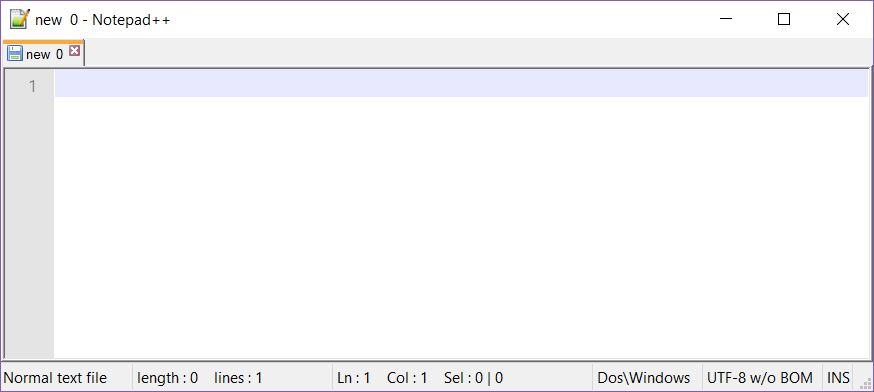 new  0 - Notepad++
new  0
1
Normal text file length : 0    lines : 1 Ln : 1    Col : 1    Sel : 0 | 0 Dos\Windows UTF-8 w/o BOM INS